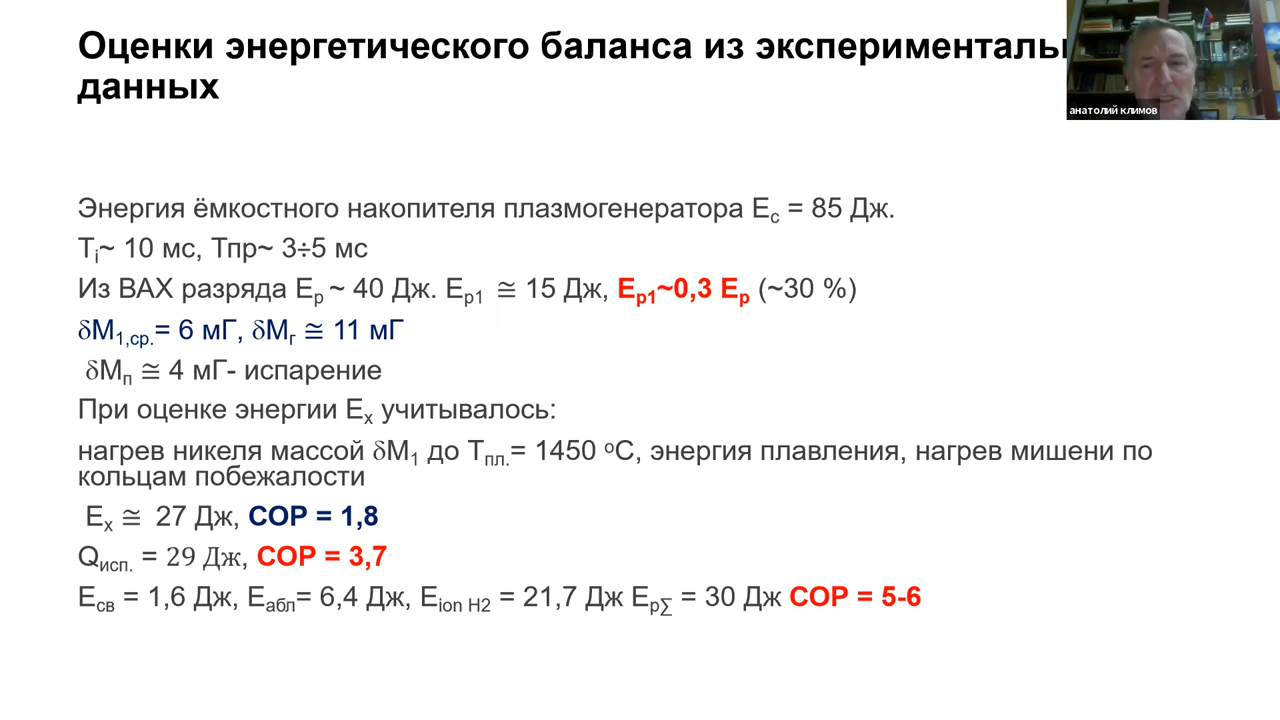 Оценки энергетического баланса из эксперименталь
данных
анатолий климов
Энергия ёмкостного накопителя плазмогенератора Eс = 85 Дж.
Ti~ 10 мс, Тпр~ 3÷5 мс
Из ВАХ разряда Ер ~ 40 Дж. Ер1 ≅ 15 Дж, Ер1~0,3 Ер (~30 %)
δМ1,ср.= 6 мГ, δМг ≅ 11 мГ
δМп ≅ 4 мГ- испарение
При оценке энергии Ех учитывалось:
нагрев никеля массой δМ1 до Тпл.= 1450 ºС, энергия плавления, нагрев мишени по
кольцам побежалости
Ех ≅ 27 Дж, СОР = 1,8
Qисп. = 29 Дж, СОР = 3,7
Есв = 1,6 Дж, Еабл= 6,4 Дж, Еion H2 = 21,7 Дж Ер∑ = 30 Дж СОР = 5-6